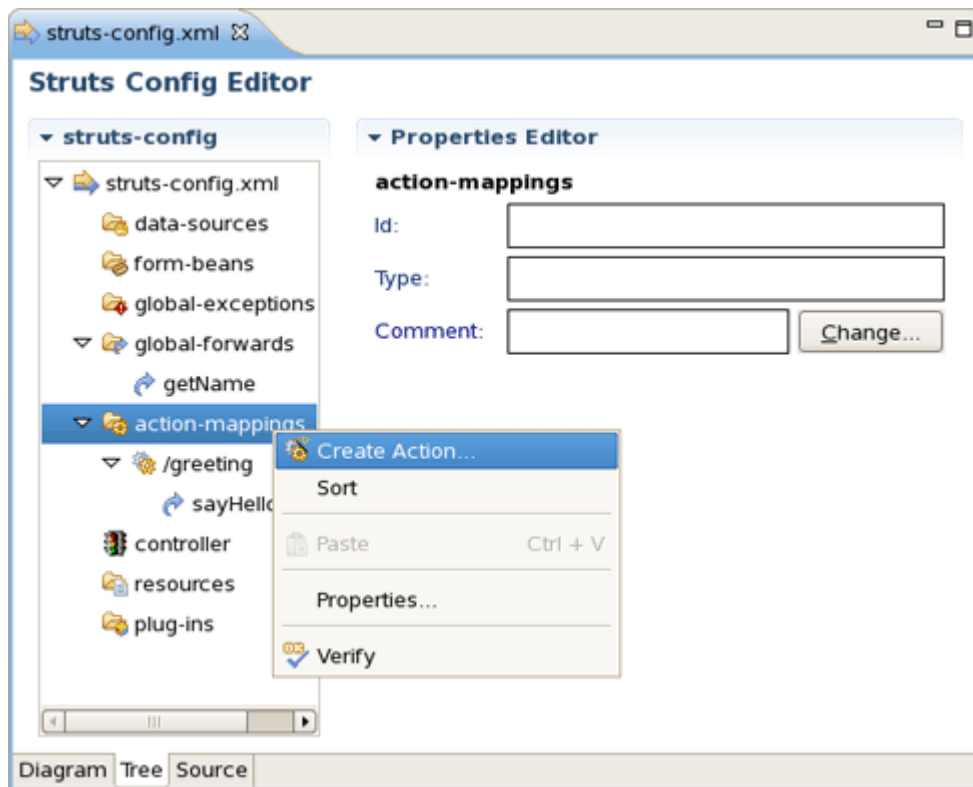 struts-config.xml
Struts Config Editor
struts-config
struts-config.xml
data-sources
form-beans
global-exceptions
global-forwards
getName
action-mappings
/greeting
sayHello
controller
resources
plug-ins
Properties Editor
action-mappings
Id:
Type:
Comment:
Change...
Create Action...
Sort
Paste Ctrl + V
Properties...
Verify
Diagram Tree Source